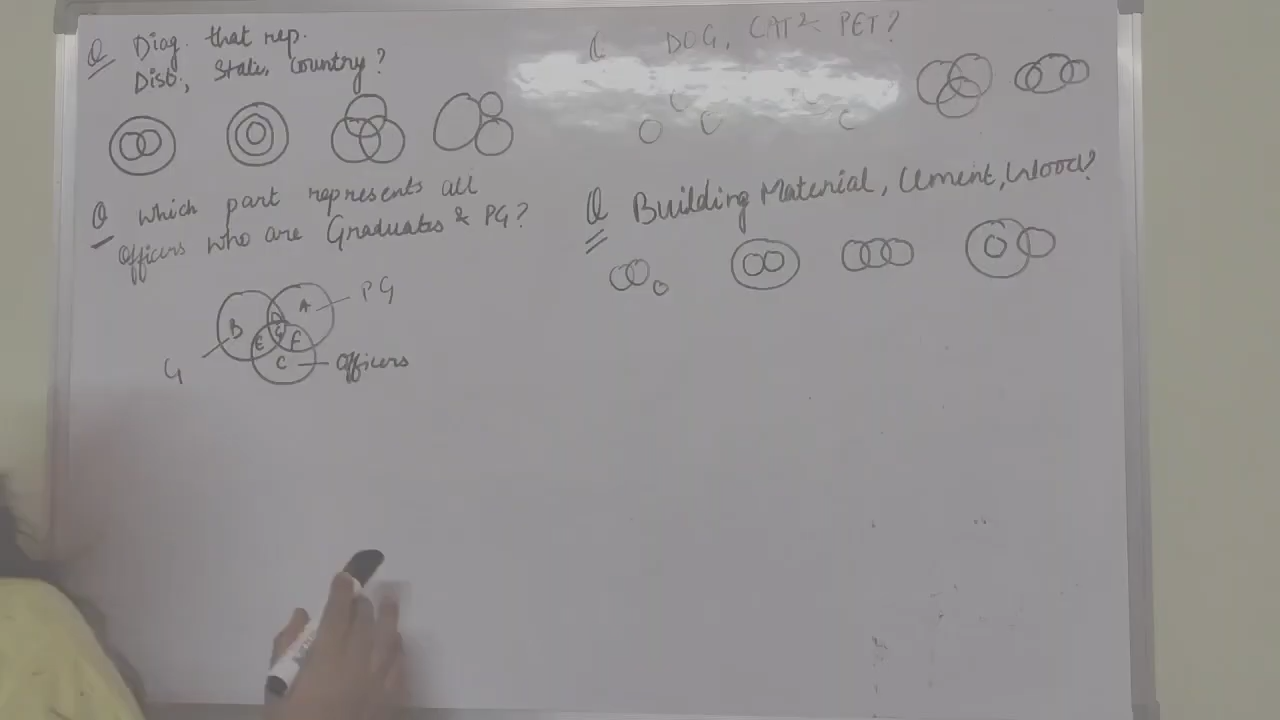 Q Diag. that rep.
Dist., State, Country?
Q Which part represents all
Officers who are Graduates & PG?
B
A
D
G
E
F
C
PG
G
Officers
DOG, CAT & PET?
Q Building Material, Cement, Wood?